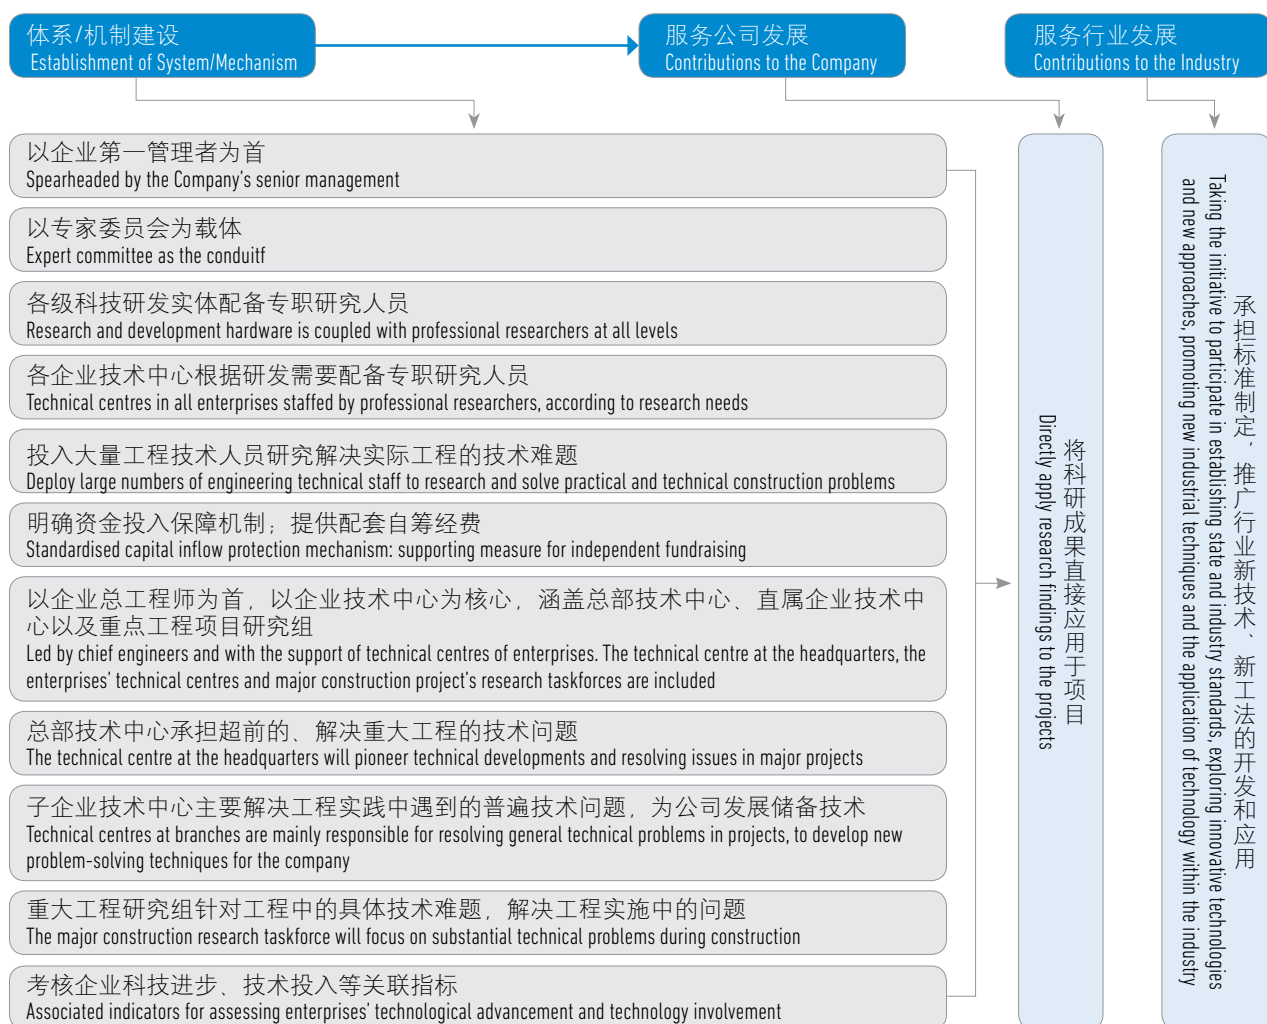 体系/机制建设
Establishment of System/Mechanism
服务公司发展
Contributions to the Company
服务行业发展
Contributions to the Industry
以企业第一管理者为首
Spearheaded by the Company's senior management
以专家委员会为载体
Expert committee as the conduitf
各级科技研发实体配备专职研究人员
Research and development hardware is coupled with professional researchers at all levels
各企业技术中心根据研发需要配备专职研究人员
Technical centres in all enterprises staffed by professional researchers, according to research needs
投入大量工程技术人员研究解决实际工程的技术难题
Deploy large numbers of engineering technical staff to research and solve practical and technical construction problems
明确资金投入保障机制；提供配套自筹经费
Standardised capital inflow protection mechanism: supporting measure for independent fundraising
以企业总工程师为首，以企业技术中心为核心，涵盖总部技术中心、直属企业技术中
心以及重点工程项目研究组
Led by chief engineers and with the support of technical centres of enterprises. The technical centre at the headquarters, the
enterprises' technical centres and major construction project's research taskforces are included
总部技术中心承担超前的、解决重大工程的技术问题
The technical centre at the headquarters will pioneer technical developments and resolving issues in major projects
子企业技术中心主要解决工程实践中遇到的普遍技术问题，为公司发展储备技术
Technical centres at branches are mainly responsible for resolving general technical problems in projects, to develop new
problem-solving techniques for the company
重大工程研究组针对工程中的具体技术难题，解决工程实施中的问题
The major construction research taskforce will focus on substantial technical problems during construction
考核企业科技进步、技术投入等关联指标
Associated indicators for assessing enterprises' technological advancement and technology involvement
将科研成果直接应用于项目
Directly apply research findings to the projects
承担标准制定，推广行业新技术、新工法的开发和应用
Taking the initiative to participate in establishing state and industry standards, exploring innovative technologies
and new approaches, promoting new industrial techniques and the application of technology within the industry